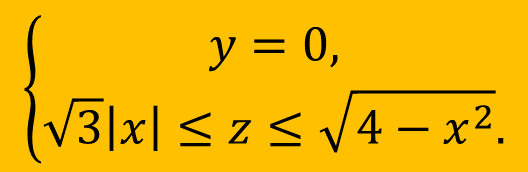 y = 0,
√3|x| ≤ z ≤ √(4 − x²).